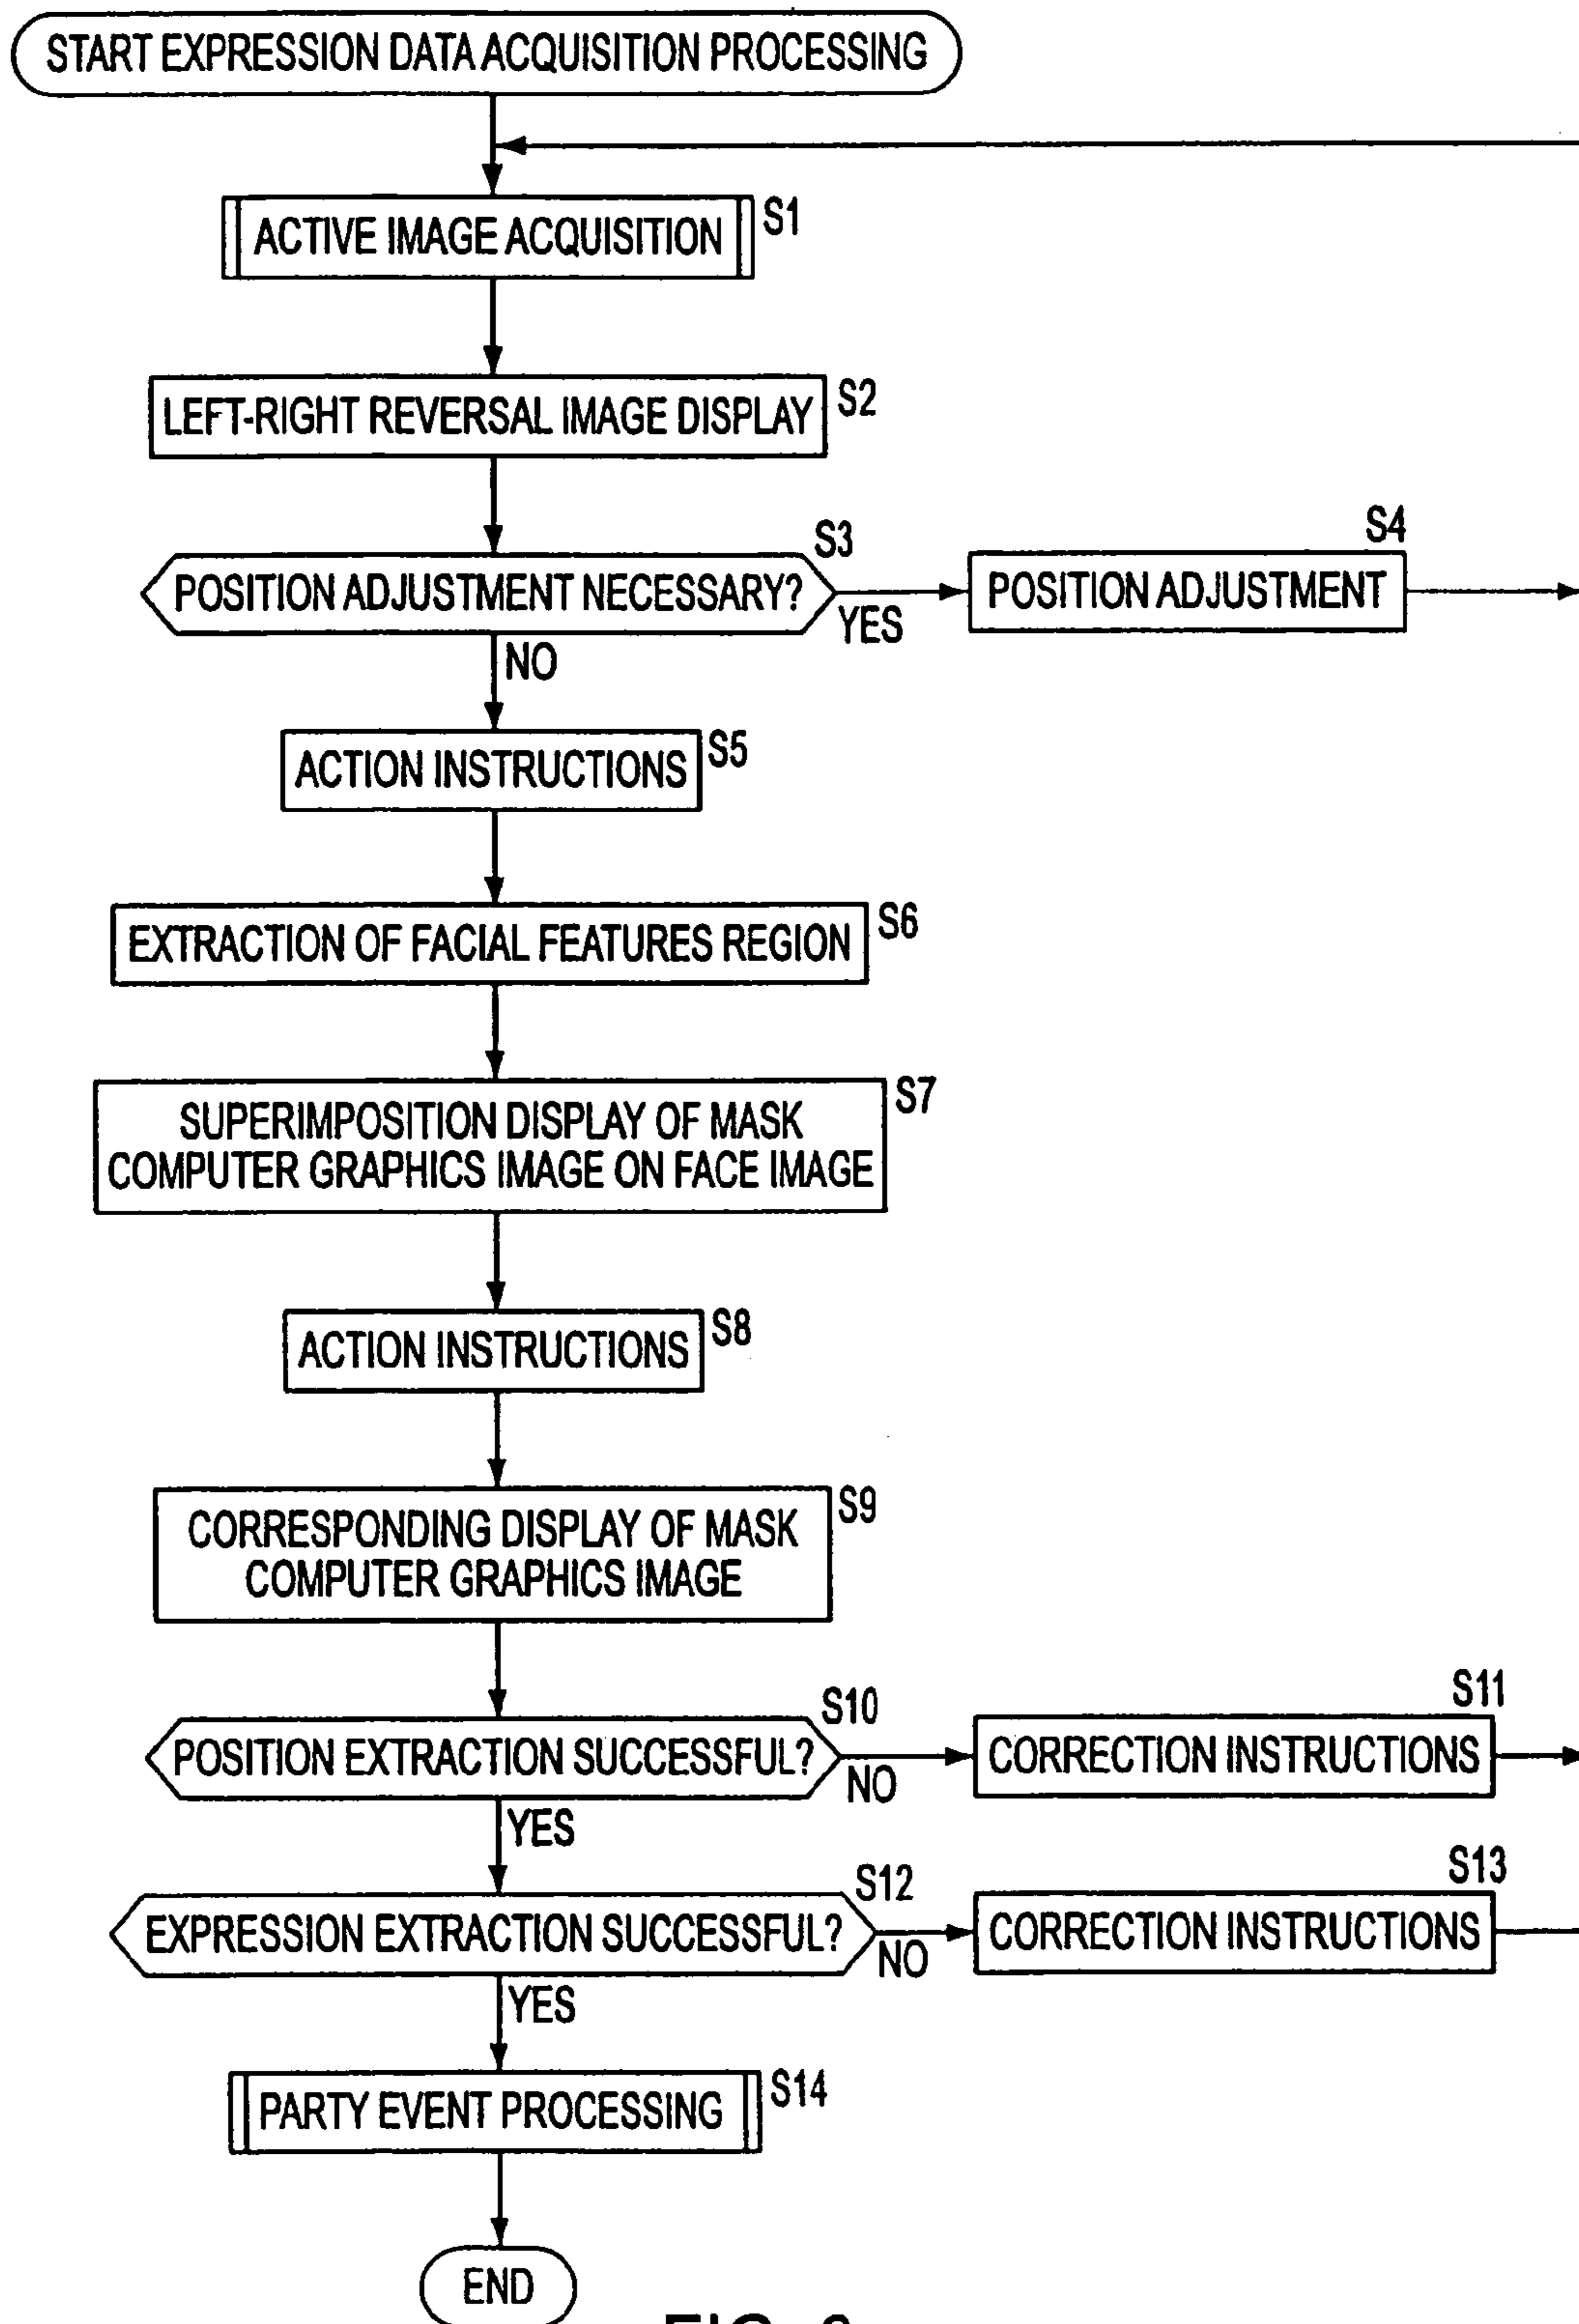 START EXPRESSION DATA ACQUISITION PROCESSING
ACTIVE IMAGE ACQUISITION
S1
LEFT-RIGHT REVERSAL IMAGE DISPLAY
S2
POSITION ADJUSTMENT NECESSARY?
S3
YES
NO
POSITION ADJUSTMENT
S4
ACTION INSTRUCTIONS
S5
EXTRACTION OF FACIAL FEATURES REGION
S6
SUPERIMPOSITION DISPLAY OF MASK
COMPUTER GRAPHICS IMAGE ON FACE IMAGE
S7
ACTION INSTRUCTIONS
S8
CORRESPONDING DISPLAY OF MASK
COMPUTER GRAPHICS IMAGE
S9
POSITION EXTRACTION SUCCESSFUL?
S10
NO
YES
CORRECTION INSTRUCTIONS
S11
EXPRESSION EXTRACTION SUCCESSFUL?
S12
NO
YES
CORRECTION INSTRUCTIONS
S13
PARTY EVENT PROCESSING
S14
END